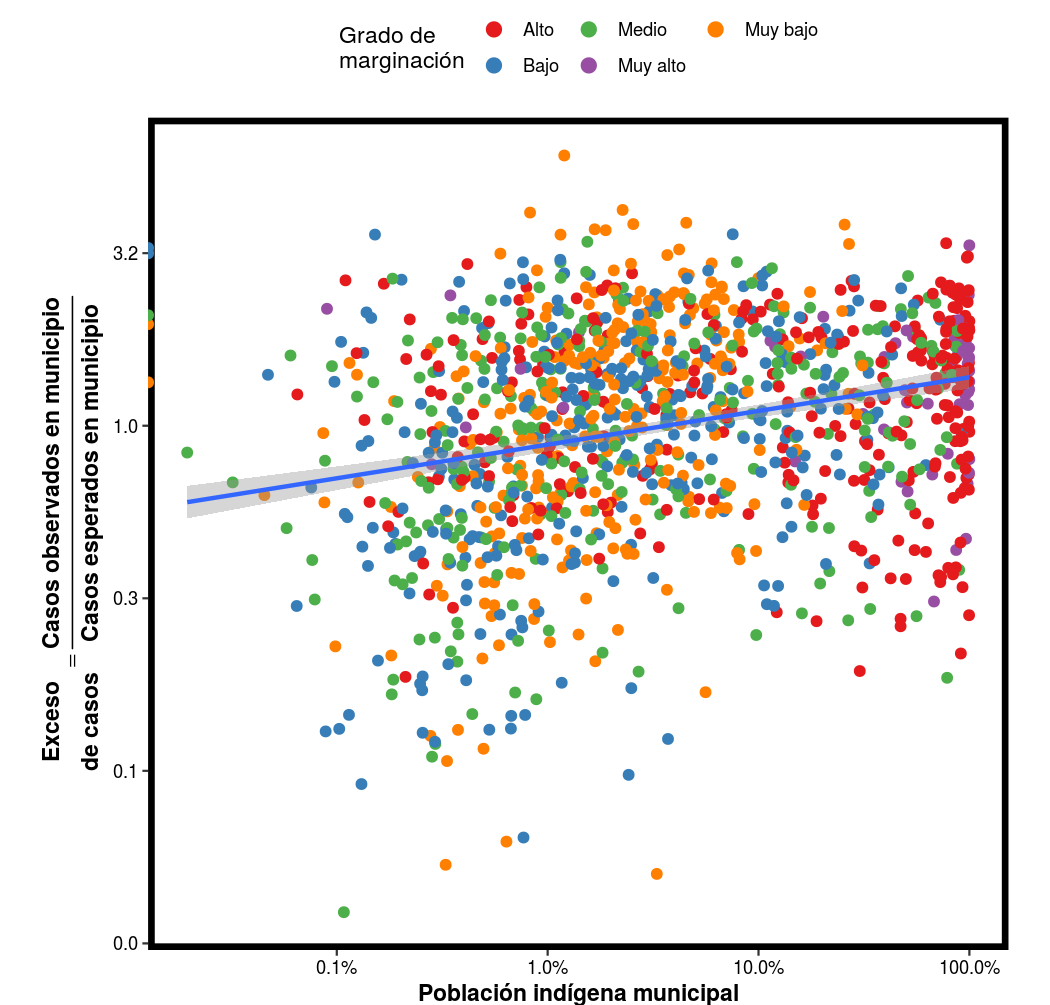 Grado de
marginación
Alto
Medio
Muy bajo
Bajo
Muy alto
3.2
1.0
0.3
0.1
0.0
Exceso
de casos
=
Casos observados en municipio
Casos esperados en municipio
0.1%
1.0%
10.0%
100.0%
Población indígena municipal